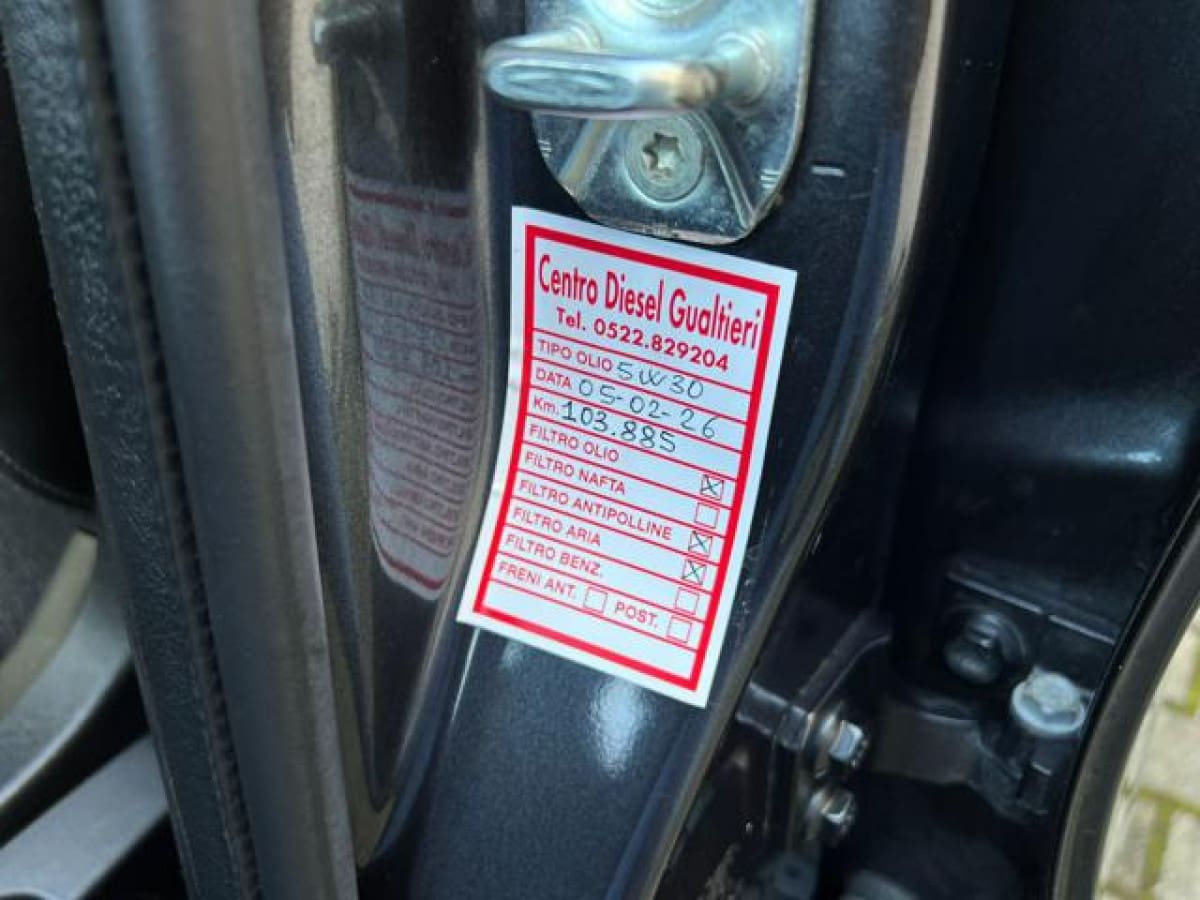 Centro Diesel Gualtieri
Tel. 0522.829204
TIPO OLIO 5W30
DATA 05-02-26
Km. 103.885
FILTRO OLIO
FILTRO NAFTA
FILTRO ANTIPOLLINE
FILTRO ARIA
FILTRO BENZ.
FRENI ANT. POST.